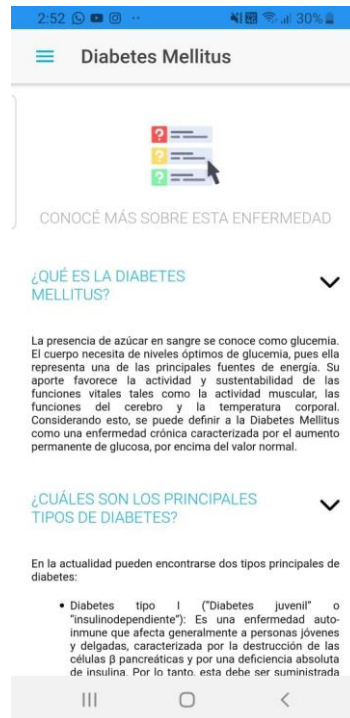 2:52
30%
Diabetes Mellitus
?
?
?
CONOCÉ MÁS SOBRE ESTA ENFERMEDAD
¿QUÉ ES LA DIABETES
MELLITUS?
La presencia de azúcar en sangre se conoce como glucemia.
El cuerpo necesita de niveles óptimos de glucemia, pues ella
representa una de las principales fuentes de energía. Su
aporte favorece la actividad y sustentabilidad de las
funciones vitales tales como la actividad muscular, las
funciones del cerebro y la temperatura corporal.
Considerando esto, se puede definir a la Diabetes Mellitus
como una enfermedad crónica caracterizada por el aumento
permanente de glucosa, por encima del valor normal.
¿CUÁLES SON LOS PRINCIPALES
TIPOS DE DIABETES?
En la actualidad pueden encontrarse dos tipos principales de
diabetes:
• Diabetes tipo I ("Diabetes juvenil" o
"insulinodependiente"): Es una enfermedad auto-
inmune que afecta generalmente a personas jóvenes
y delgadas, caracterizada por la destrucción de las
células β pancreáticas y por una deficiencia absoluta
de insulina. Por lo tanto, esta debe ser suministrada